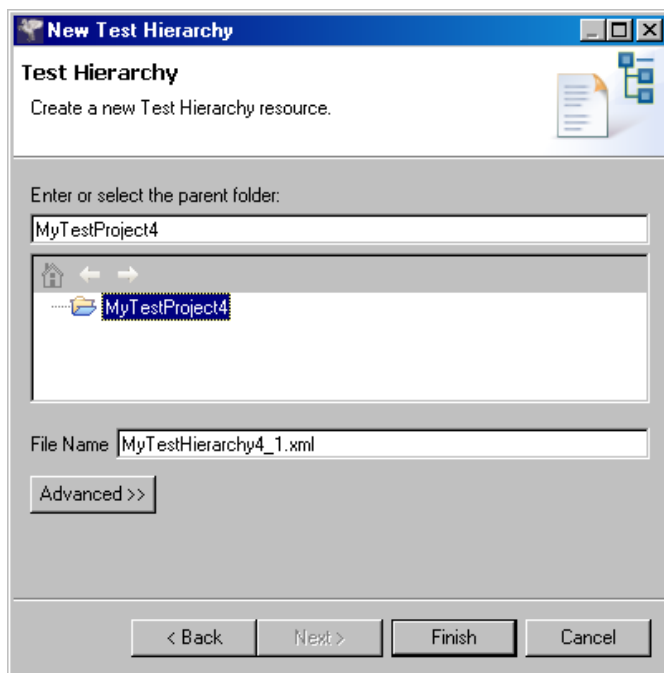 New Test Hierarchy
Test Hierarchy
Create a new Test Hierarchy resource.
Enter or select the parent folder:
MyTestProject4
MyTestProject4
File Name MyTestHierarchy4_1.xml
Advanced >>
< Back Next > Finish Cancel